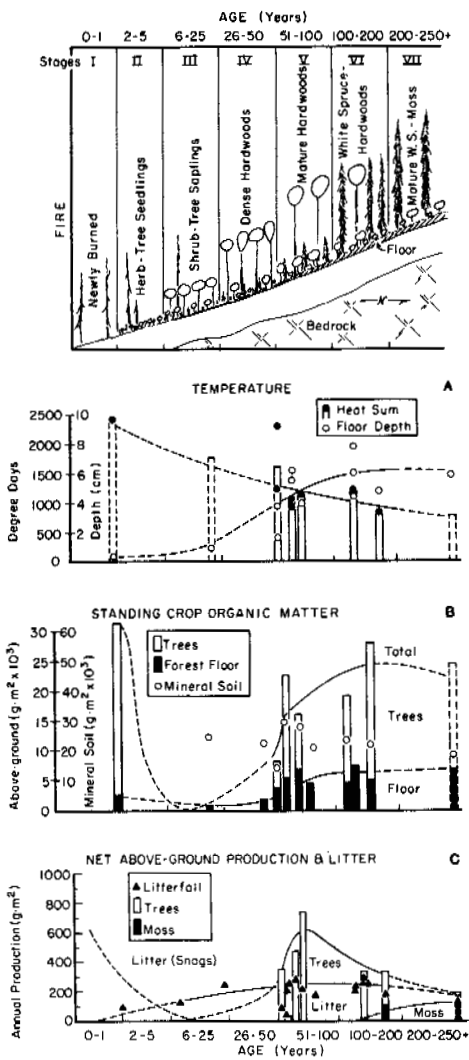 AGE (Years)
0-1 2-5 6-25 26-50 51-100 100-200 200-250+
Stages I II III IV V VI VII
FIRE
Newly Burned
Herb-Tree Seedlings
Shrub-Tree Saplings
Dense Hardwoods
Mature Hardwoods
White Spruce-
Hardwoods
Mature W.S.-Moss
Floor
Bedrock
TEMPERATURE A
Heat Sum
Floor Depth
Degree Days
2500
2000
1500
1000
500
0
Depth (cm)
10
8
6
4
2
STANDING CROP ORGANIC MATTER B
Trees
Forest Floor
Mineral Soil
Above-ground (g·m² x10³)
30
25
20
15
10
5
0
Mineral Soil (g·m² x10³)
60
50
40
30
20
10
Total
Trees
Floor
NET ABOVE-GROUND PRODUCTION & LITTER C
Litterfall
Trees
Moss
Annual Production (g·m²)
1000
800
600
400
200
0
Litter (Snags)
Trees
Litter
Moss
0-1 2-5 6-25 26-50 51-100 100-200 200-250+
AGE (Years)